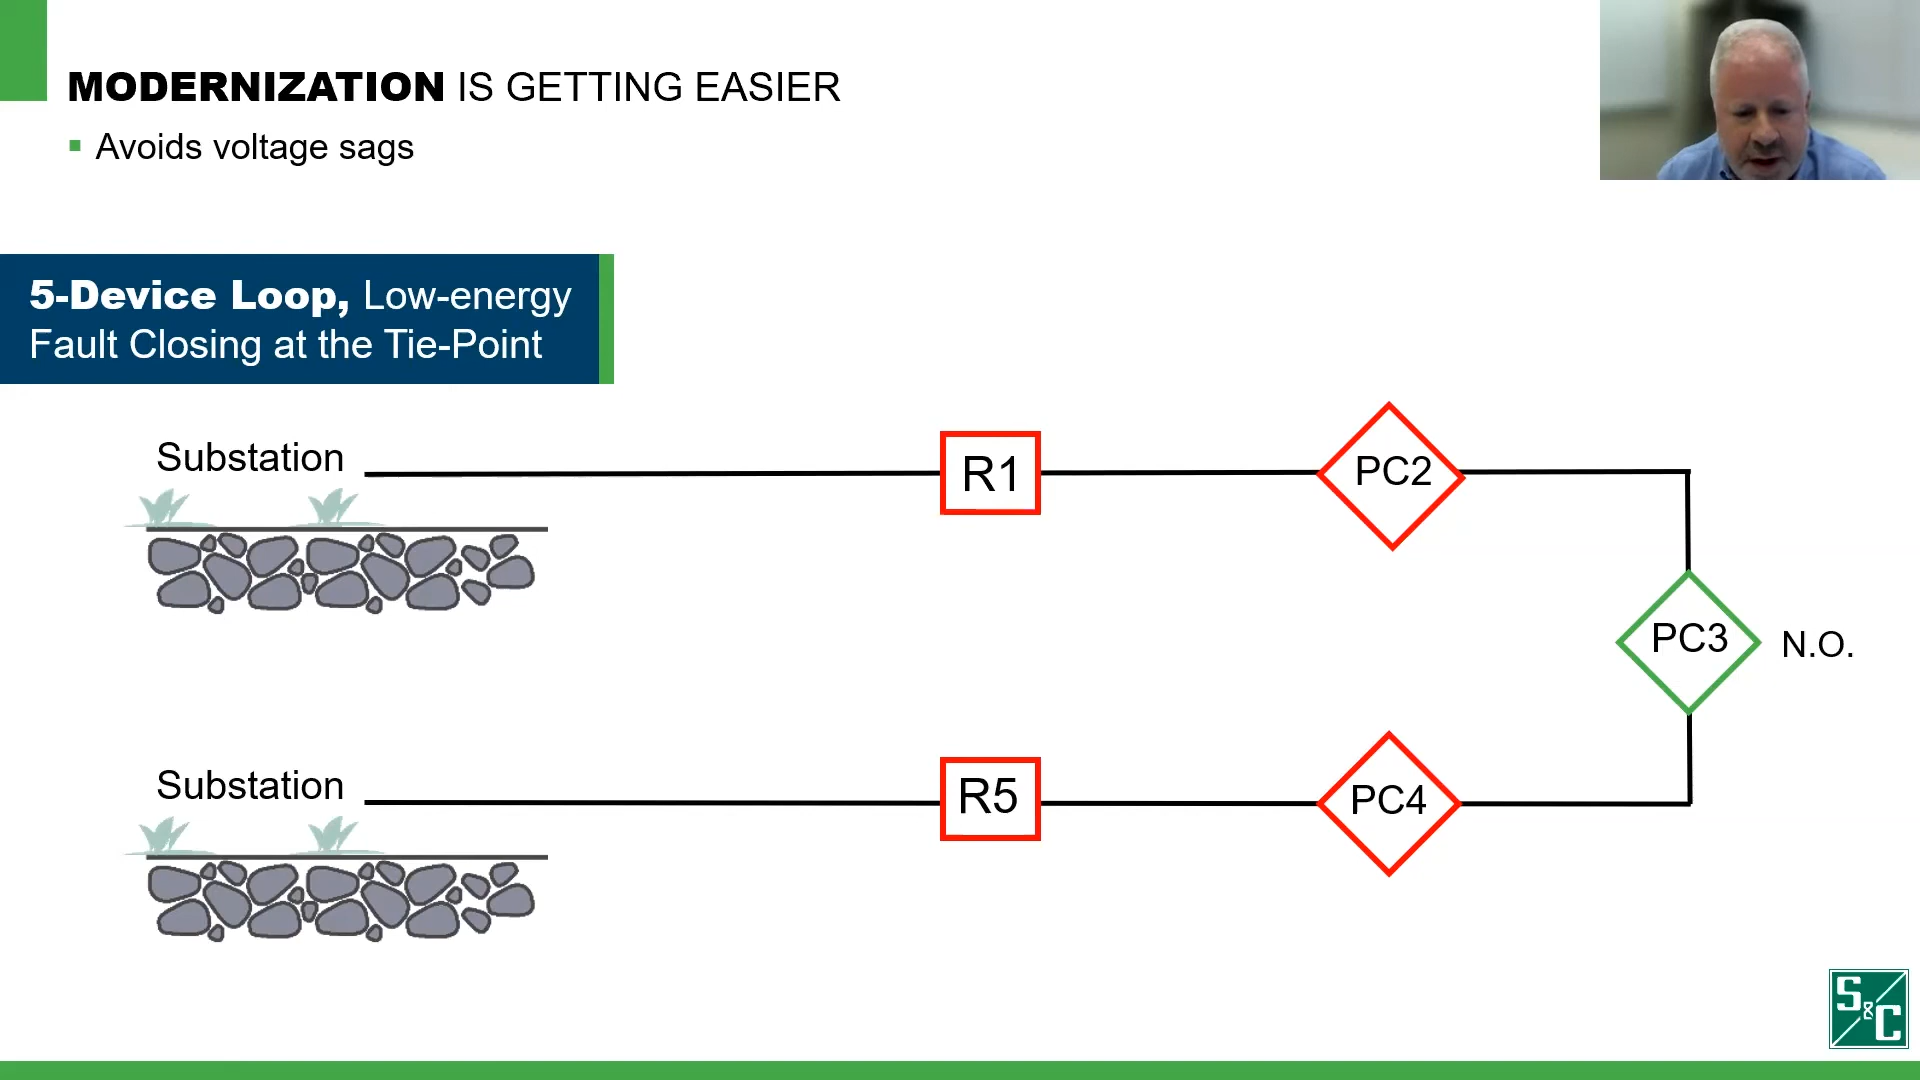 MODERNIZATION IS GETTING EASIER
Avoids voltage sags
5-Device Loop, Low-energy
Fault Closing at the Tie-Point
Substation
R1
PC2
PC3
N.O.
Substation
R5
PC4
S&C